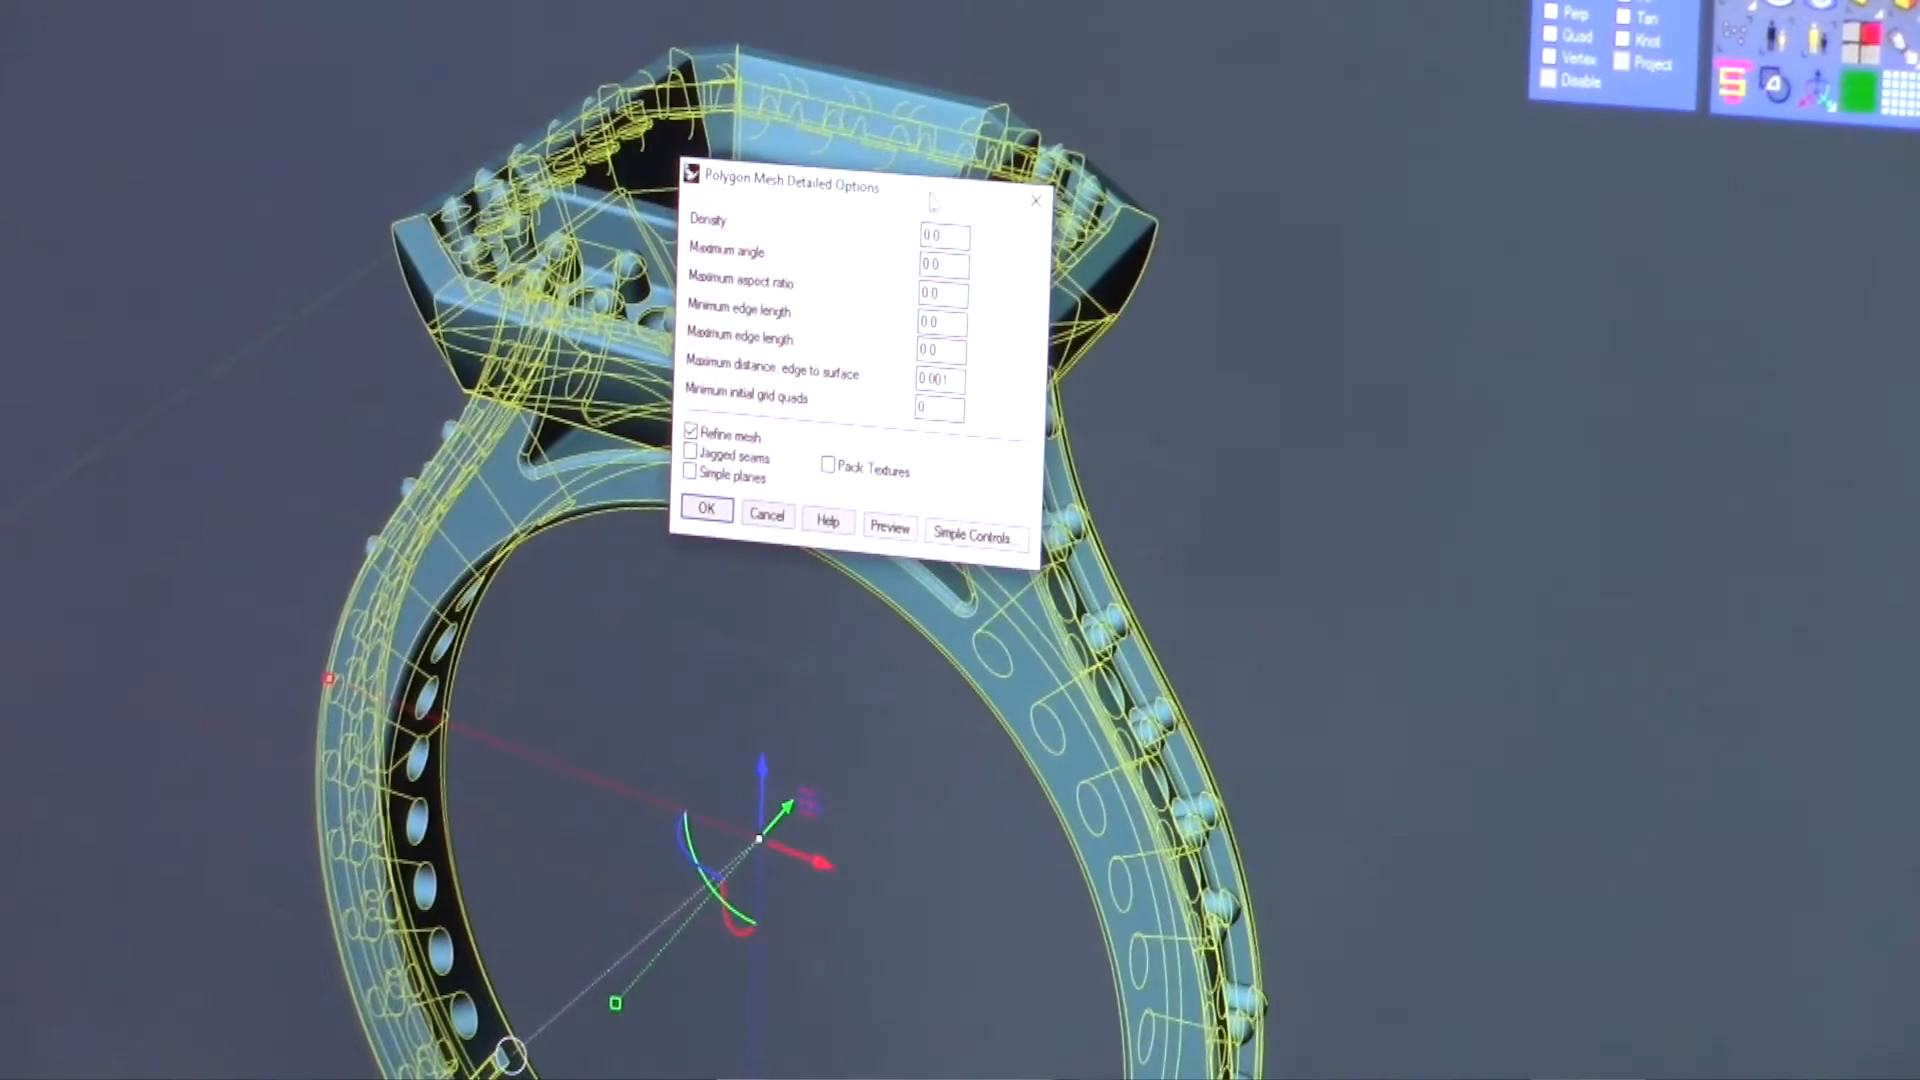 Perp
Tan
Quad
Knot
Vertex
Project
Disable
Polygon Mesh Detailed Options
Density 0.0
Maximum angle 0.0
Maximum aspect ratio 0.0
Minimum edge length 0.0
Maximum edge length 0.0
Maximum distance, edge to surface 0.001
Minimum initial grid quads 0
Refine mesh
Jagged seams
Pack Textures
Simple planes
OK Cancel Help Preview Simple Controls...